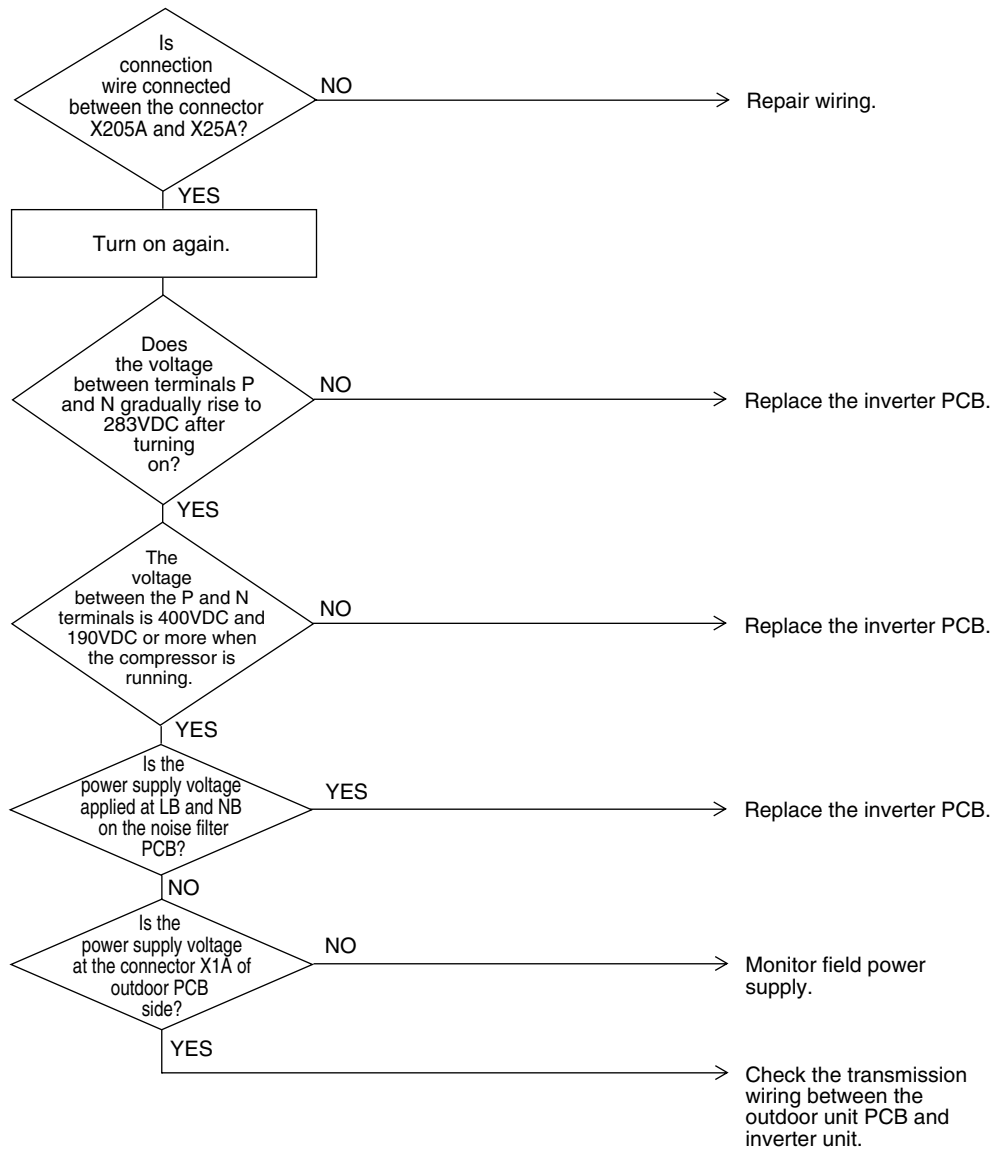 Is
connection
wire connected
between the connector
X205A and X25A?
NO
Repair wiring.
YES
Turn on again.
Does
the voltage
between terminals P
and N gradually rise to
283VDC after
turning
on?
NO
Replace the inverter PCB.
YES
The
voltage
between the P and N
terminals is 400VDC and
190VDC or more when
the compressor is
running.
NO
Replace the inverter PCB.
YES
Is the
power supply voltage
applied at LB and NB
on the noise filter
PCB?
YES
Replace the inverter PCB.
NO
Is the
power supply voltage
at the connector X1A of
outdoor PCB
side?
NO
Monitor field power
supply.
YES
Check the transmission
wiring between the
outdoor unit PCB and
inverter unit.